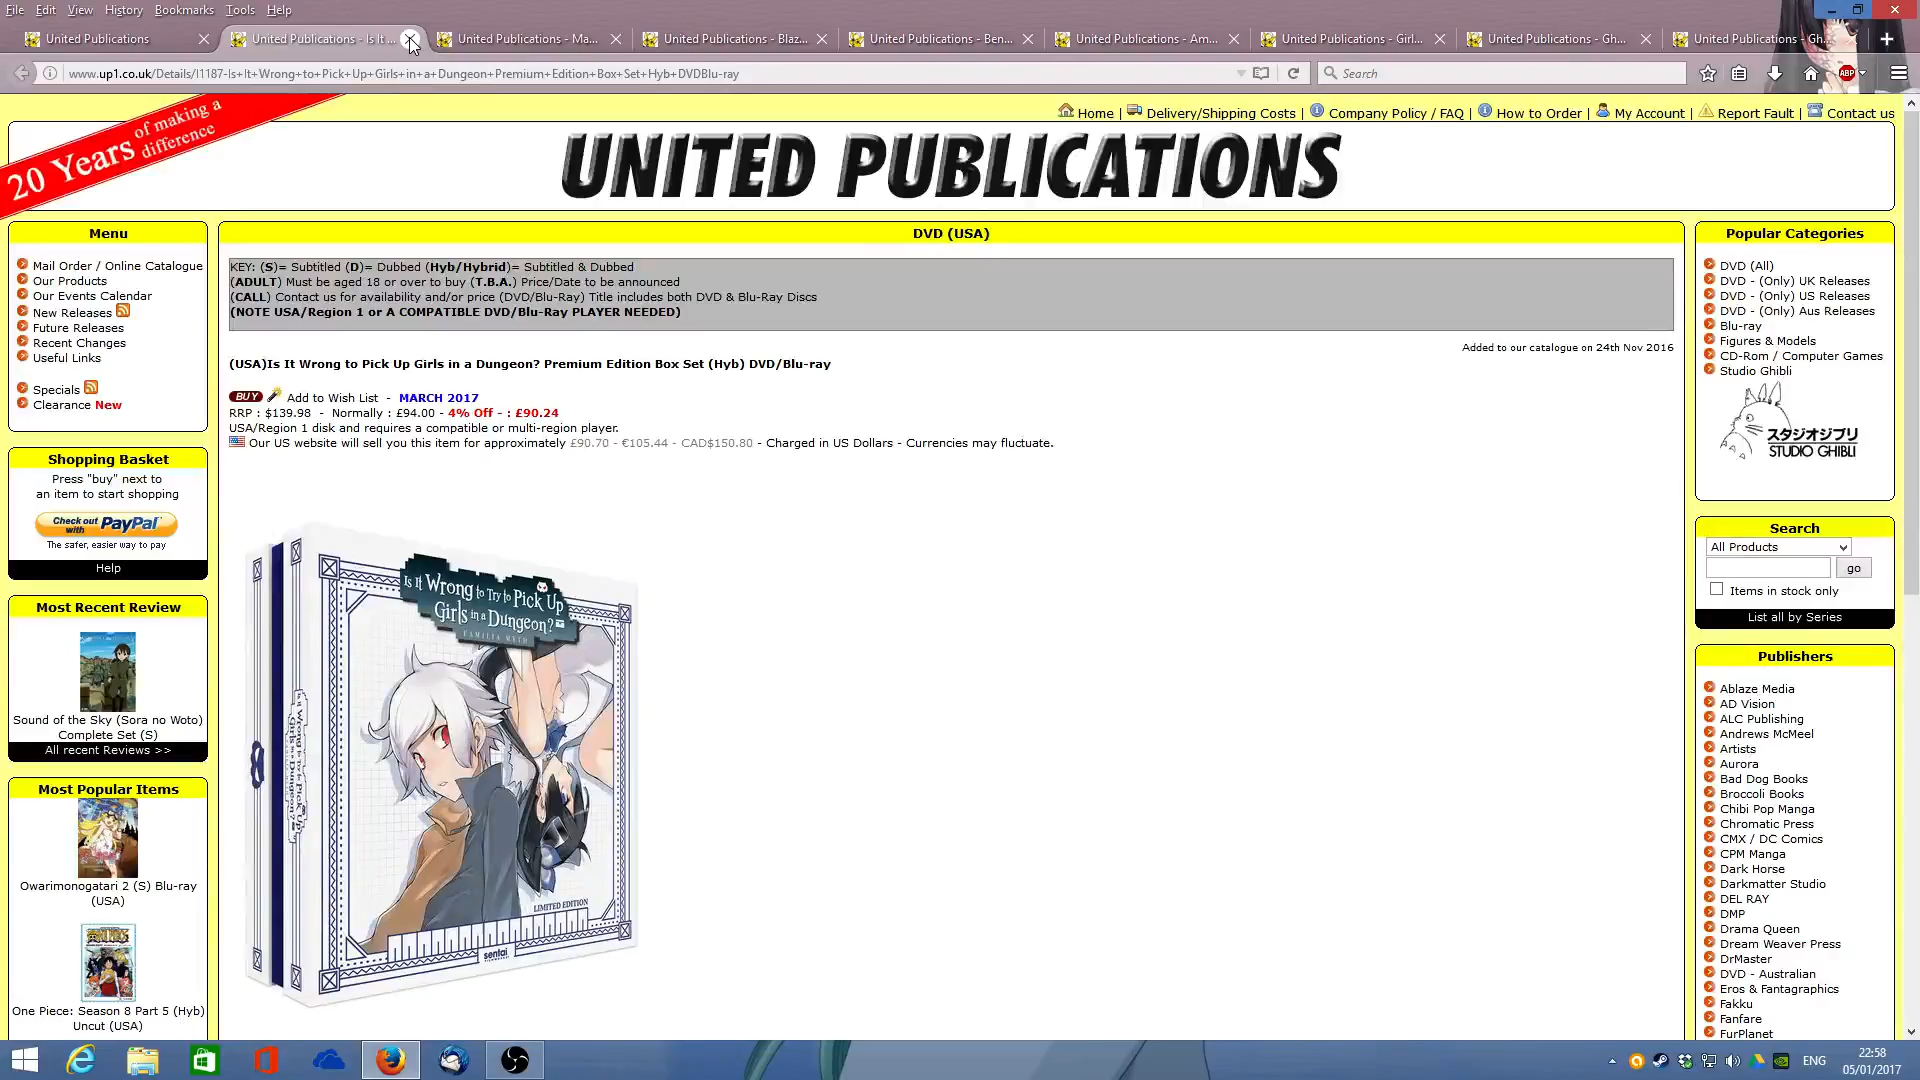 File Edit View History Bookmarks Tools Help
United Publications
United Publications - Is It ...
United Publications - Ma...
United Publications - Blaz...
United Publications - Ben...
United Publications - Am...
United Publications - Girl...
United Publications - Gh...
United Publications - Gh...
www.up1.co.uk/Details/I1187-Is+It+Wrong+to+Pick+Up+Girls+in+a+Dungeon+Premium+Edition+Box+Set+Hyb+DVDBlu-ray
Search
ABP
20 Years of making a difference
Home | Delivery/Shipping Costs | Company Policy / FAQ | How to Order | My Account | Report Fault | Contact us
UNITED PUBLICATIONS
Menu
Mail Order / Online Catalogue
Our Products
Our Events Calendar
New Releases
Future Releases
Recent Changes
Useful Links
Specials
Clearance New
Shopping Basket
Press "buy" next to
an item to start shopping
Check out with PayPal
The safer, easier way to pay
Help
Most Recent Review
Sound of the Sky (Sora no Woto)
Complete Set (S)
All recent Reviews >>
Most Popular Items
Owarimonogatari 2 (S) Blu-ray
(USA)
One Piece: Season 8 Part 5 (Hyb)
Uncut (USA)
DVD (USA)
KEY: (S)= Subtitled (D)= Dubbed (Hyb/Hybrid)= Subtitled & Dubbed
(ADULT) Must be aged 18 or over to buy (T.B.A.) Price/Date to be announced
(CALL) Contact us for availability and/or price (DVD/Blu-Ray) Title includes both DVD & Blu-Ray Discs
(NOTE USA/Region 1 or A COMPATIBLE DVD/Blu-Ray PLAYER NEEDED)
Added to our catalogue on 24th Nov 2016
(USA)Is It Wrong to Pick Up Girls in a Dungeon? Premium Edition Box Set (Hyb) DVD/Blu-ray
BUY Add to Wish List - MARCH 2017
RRP : $139.98 - Normally : £94.00 - 4% Off - : £90.24
USA/Region 1 disk and requires a compatible or multi-region player.
Our US website will sell you this item for approximately £90.70 - €105.44 - CAD$150.80 - Charged in US Dollars - Currencies may fluctuate.
Is It Wrong to Try to Pick Up
Girls in a Dungeon?
FAMILIA MYTH
Is It Wrong to Try to Pick Up Girls in a Dungeon?
LIMITED EDITION
sentai
Popular Categories
DVD (All)
DVD - (Only) UK Releases
DVD - (Only) US Releases
DVD - (Only) Aus Releases
Blu-ray
Figures & Models
CD-Rom / Computer Games
Studio Ghibli
スタジオジブリ
STUDIO GHIBLI
Search
All Products
go
Items in stock only
List all by Series
Publishers
Ablaze Media
AD Vision
ALC Publishing
Andrews McMeel
Artists
Aurora
Bad Dog Books
Broccoli Books
Chibi Pop Manga
Chromatic Press
CMX / DC Comics
CPM Manga
Dark Horse
Darkmatter Studio
DEL RAY
DMP
Drama Queen
Dream Weaver Press
DrMaster
DVD - Australian
Eros & Fantagraphics
Fakku
Fanfare
FurPlanet
ENG
22:58
05/01/2017